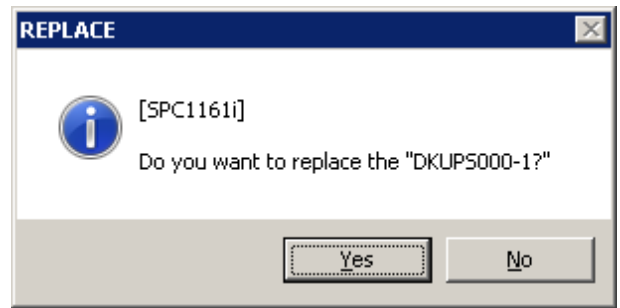 REPLACE
[SPC1161i]
Do you want to replace the "DKUPS000-1?"
Yes
No